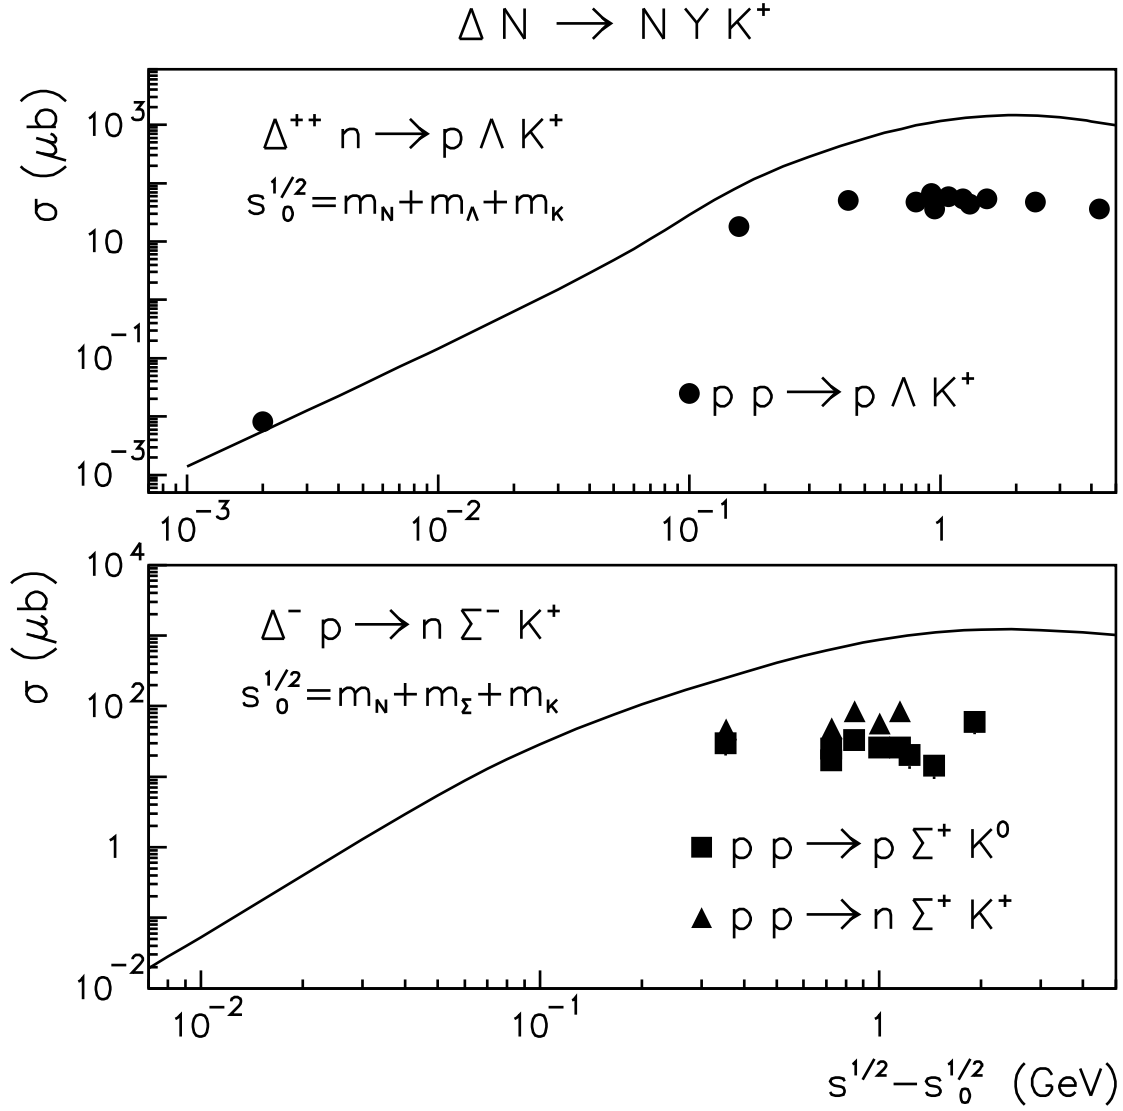 Δ N → N Y K⁺
σ (μb)
10³
10
10⁻¹
10⁻³
Δ⁺⁺ n → p Λ K⁺
s₀^1/2=m_N+m_Λ+m_K
p p → p Λ K⁺
10⁻³ 10⁻² 10⁻¹ 1
σ (μb)
10⁴
10²
1
10⁻²
Δ⁻ p → n Σ⁻ K⁺
s₀^1/2=m_N+m_Σ+m_K
p p → p Σ⁺ K⁰
p p → n Σ⁺ K⁺
10⁻² 10⁻¹ 1
s^1/2−s₀^1/2 (GeV)